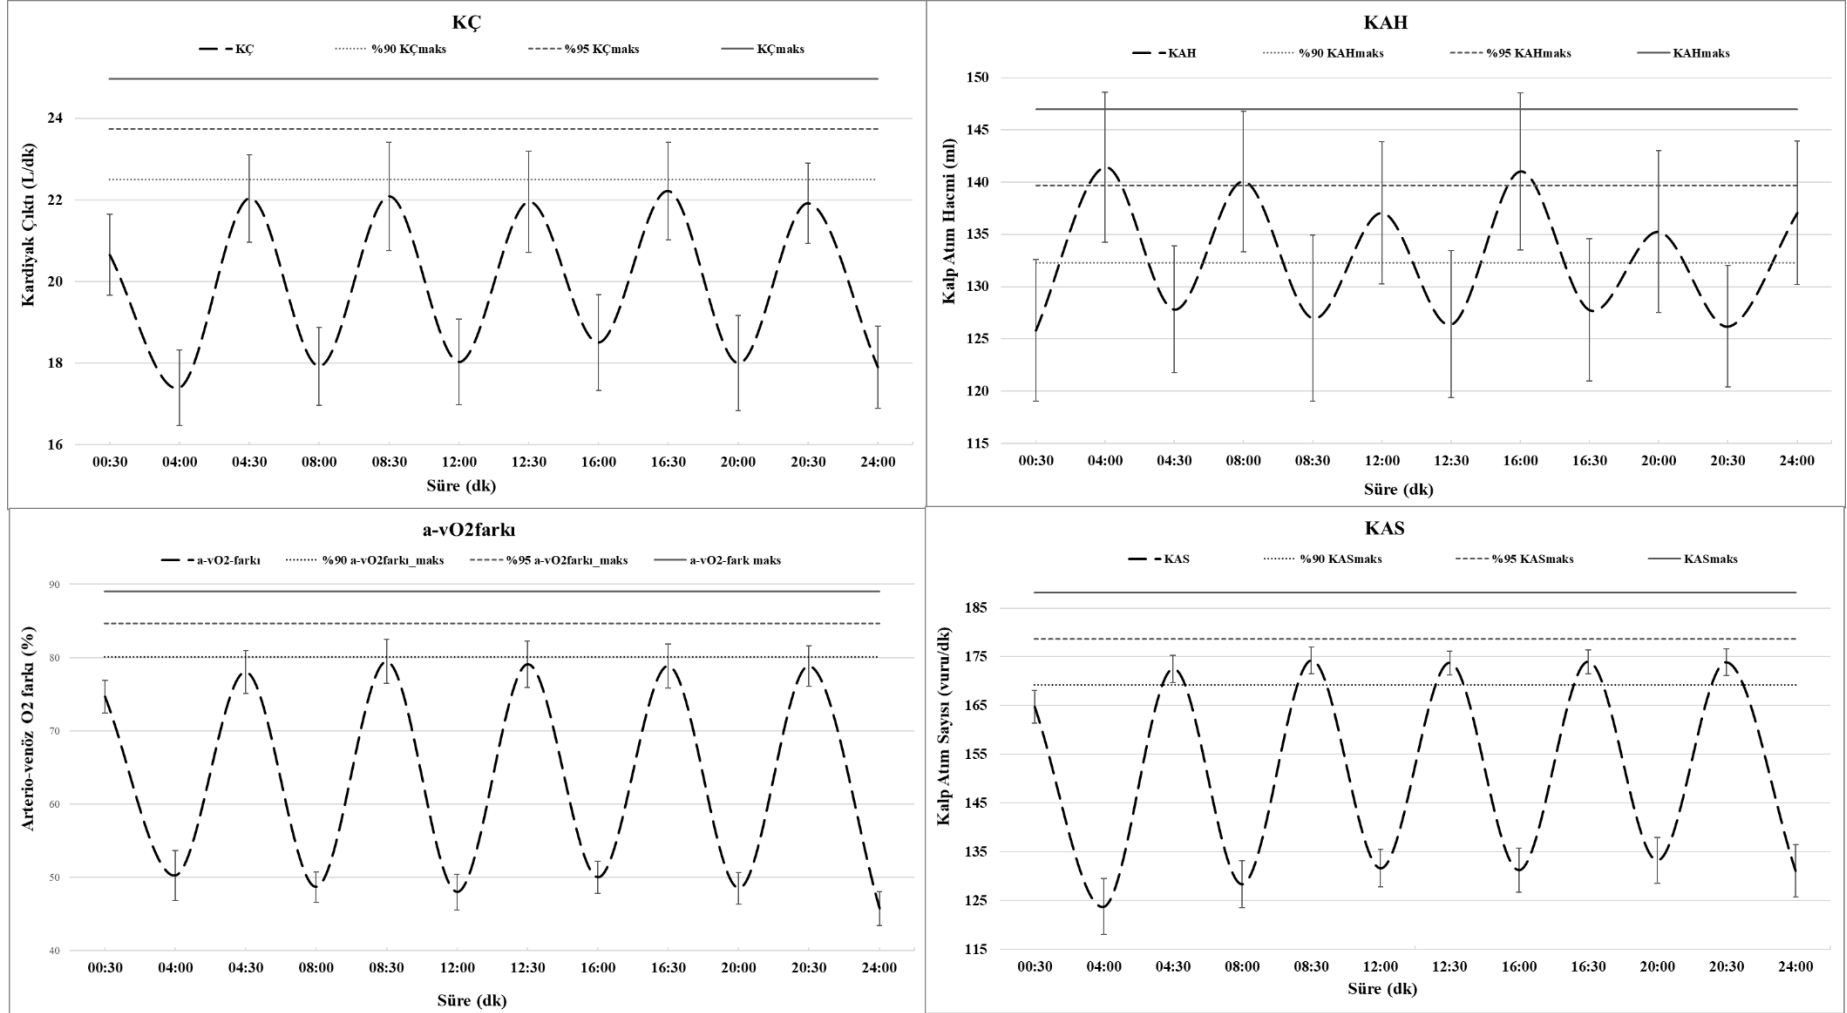 KÇ
KÇ %90 KÇmaks %95 KÇmaks KÇmaks
Kardiyak Çıktı (L/dk)
24
22
20
18
16
00:30 04:00 04:30 08:00 08:30 12:00 12:30 16:00 16:30 20:00 20:30 24:00
Süre (dk)
KAH
KAH %90 KAHmaks %95 KAHmaks KAHmaks
Kalp Atım Hacmi (ml)
150
145
140
135
130
125
120
115
00:30 04:00 04:30 08:00 08:30 12:00 12:30 16:00 16:30 20:00 20:30 24:00
Süre (dk)
a-vO2farkı
a-vO2-farkı %90 a-vO2farkı_maks %95 a-vO2farkı_maks a-vO2-fark maks
Arterio-venöz O2 farkı (%)
90
80
70
60
50
40
00:30 04:00 04:30 08:00 08:30 12:00 12:30 16:00 16:30 20:00 20:30 24:00
Süre (dk)
KAS
KAS %90 KASmaks %95 KASmaks KASmaks
Kalp Atım Sayısı (vuru/dk)
185
175
165
155
145
135
125
115
00:30 04:00 04:30 08:00 08:30 12:00 12:30 16:00 16:30 20:00 20:30 24:00
Süre (dk)